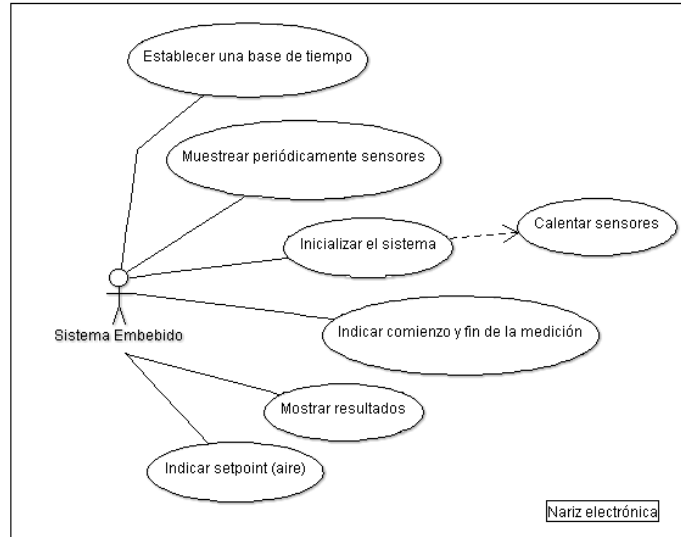 Establecer una base de tiempo
Muestrear periódicamente sensores
Calentar sensores
Inicializar el sistema
Sistema Embebido
Indicar comienzo y fin de la medición
Mostrar resultados
Indicar setpoint (aire)
Nariz electrónica